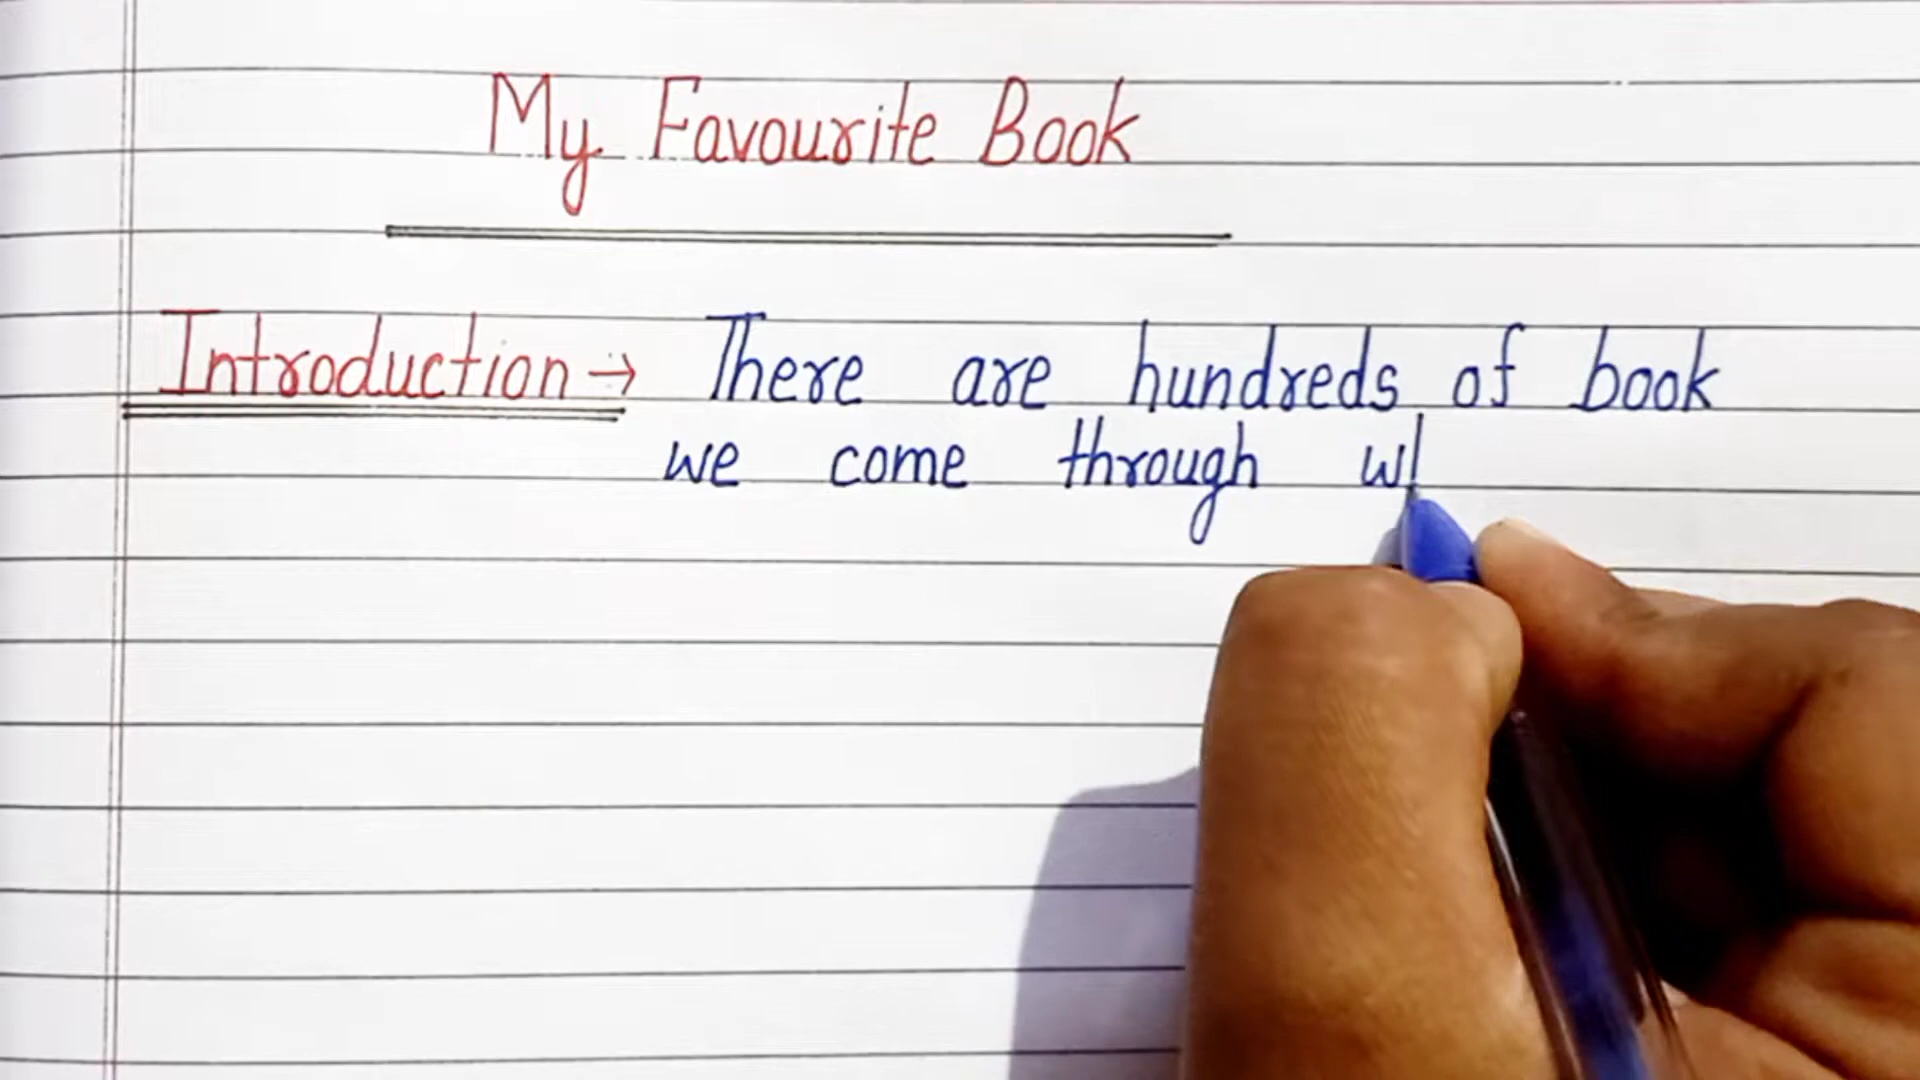 My Favourite Book
Introduction → There are hundreds of book
we come through